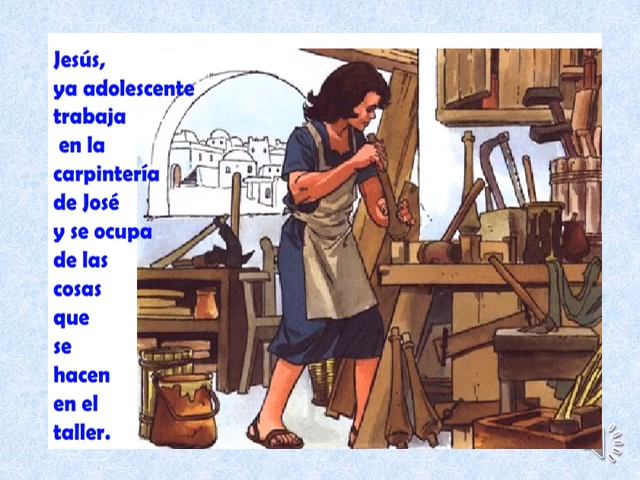 Jesús,
ya adolescente
trabaja
en la
carpintería
de José
y se ocupa
de las
cosas
que
se
hacen
en el
taller.